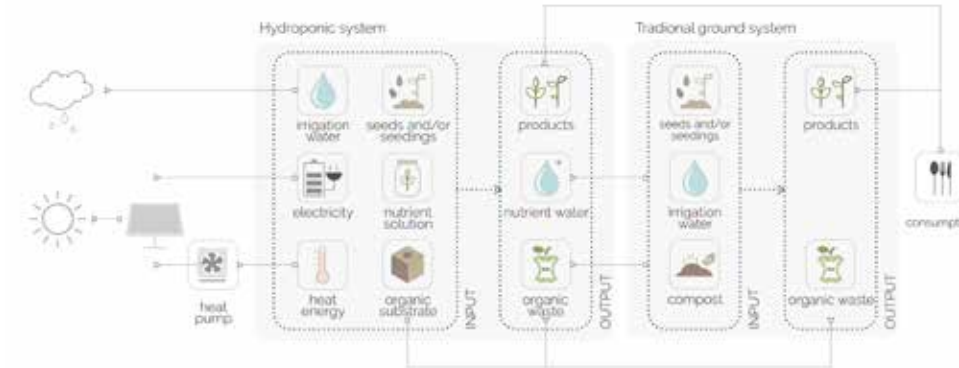 Hydroponic system
Tradional ground system
irrigation
water
seeds and/or
seedings
products
seeds and/or
seedings
products
electricity
nutrient
solution
nutrient water
irrigation
water
consumpt
heat
pump
heat
energy
organic
substrate
INPUT
organic
waste
OUTPUT
compost
INPUT
organic waste
OUTPUT